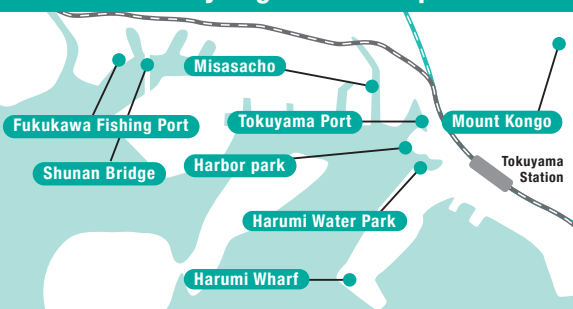 Misasacho
Fukukawa Fishing Port
Tokuyama Port
Mount Kongo
Shunan Bridge
Harbor park
Tokuyama
Station
Harumi Water Park
Harumi Wharf